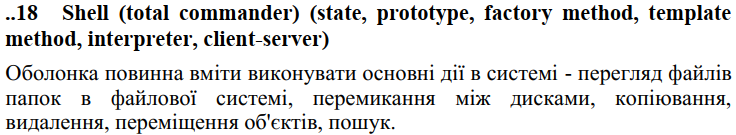 ..18 Shell (total commander) (state, prototype, factory method, template
method, interpreter, client-server)
Оболонка повинна вміти виконувати основні дії в системі - перегляд файлів
папок в файлової системі, перемикання між дисками, копіювання,
видалення, переміщення об'єктів, пошук.